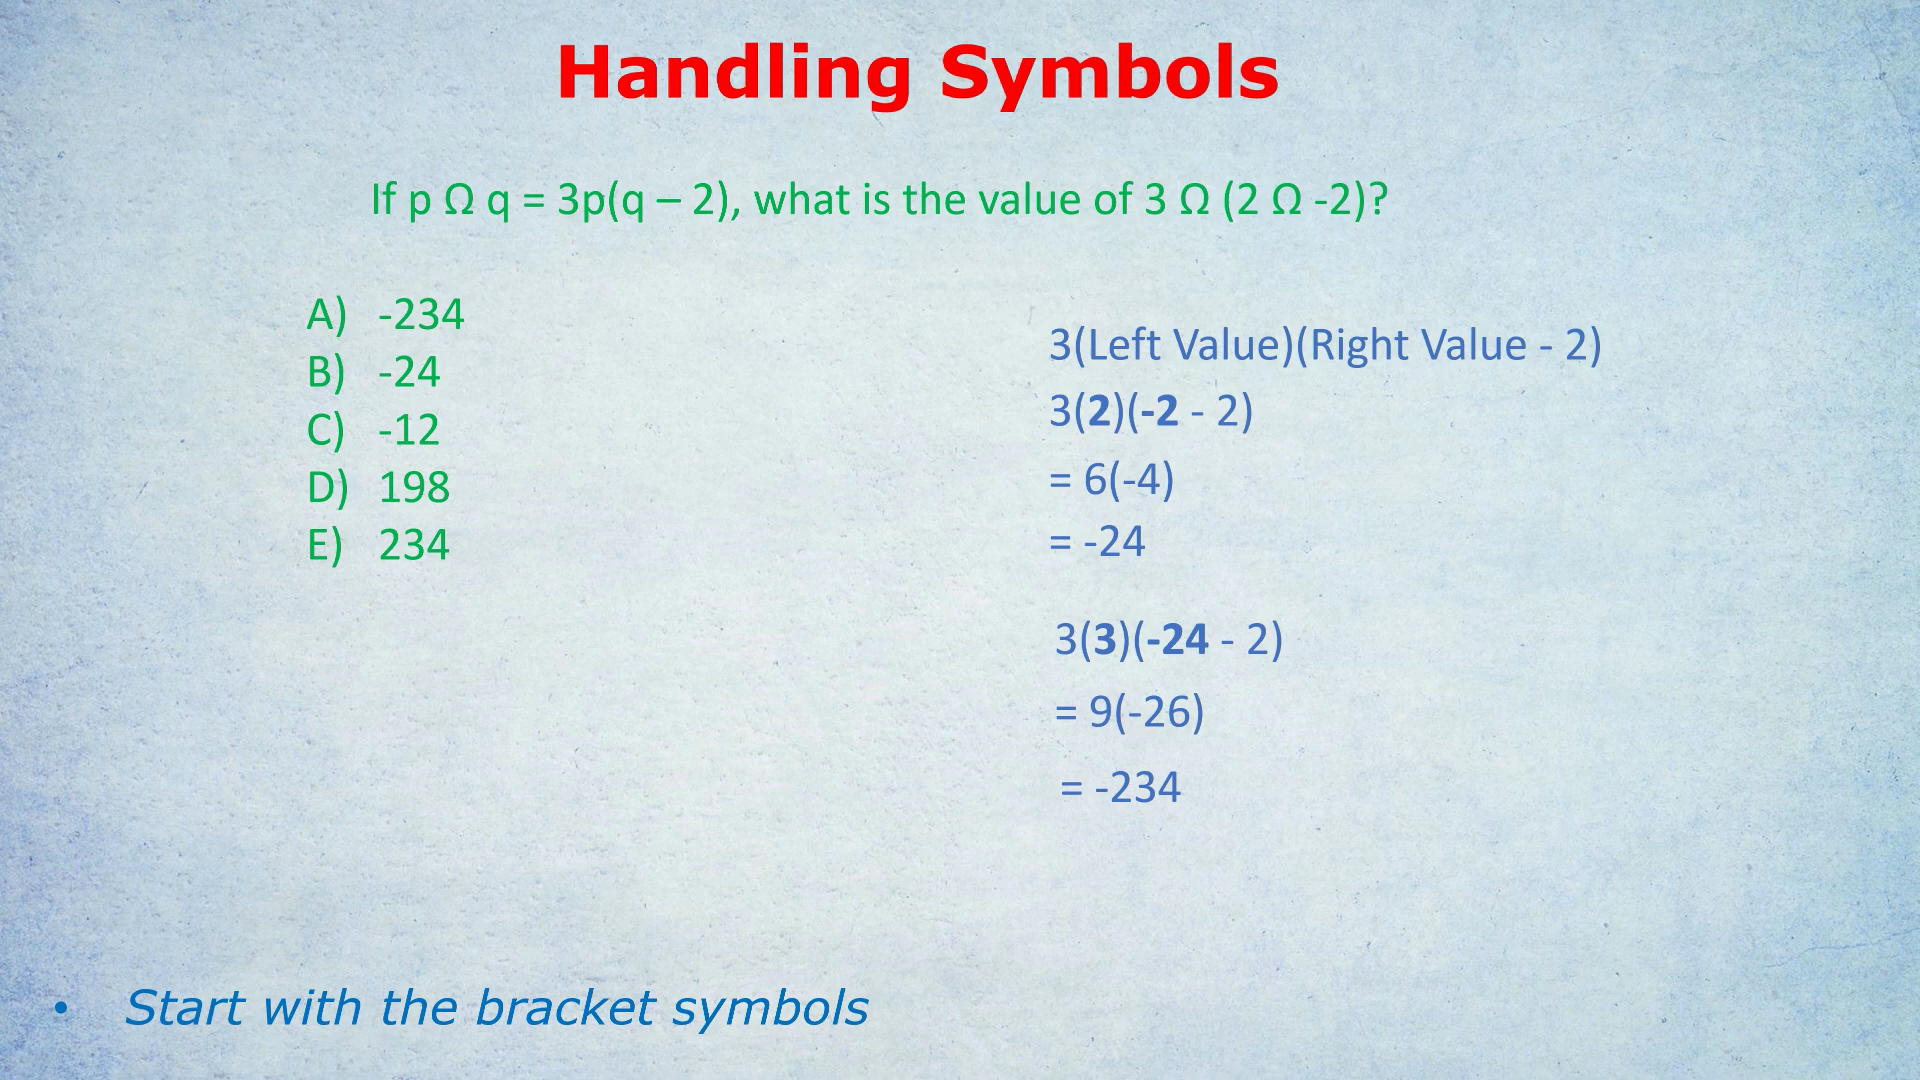 Handling Symbols
If p Ω q = 3p(q – 2), what is the value of 3 Ω (2 Ω -2)?
A) -234
B) -24
C) -12
D) 198
E) 234
3(Left Value)(Right Value - 2)
3(2)(-2 - 2)
= 6(-4)
= -24
3(3)(-24 - 2)
= 9(-26)
= -234
• Start with the bracket symbols